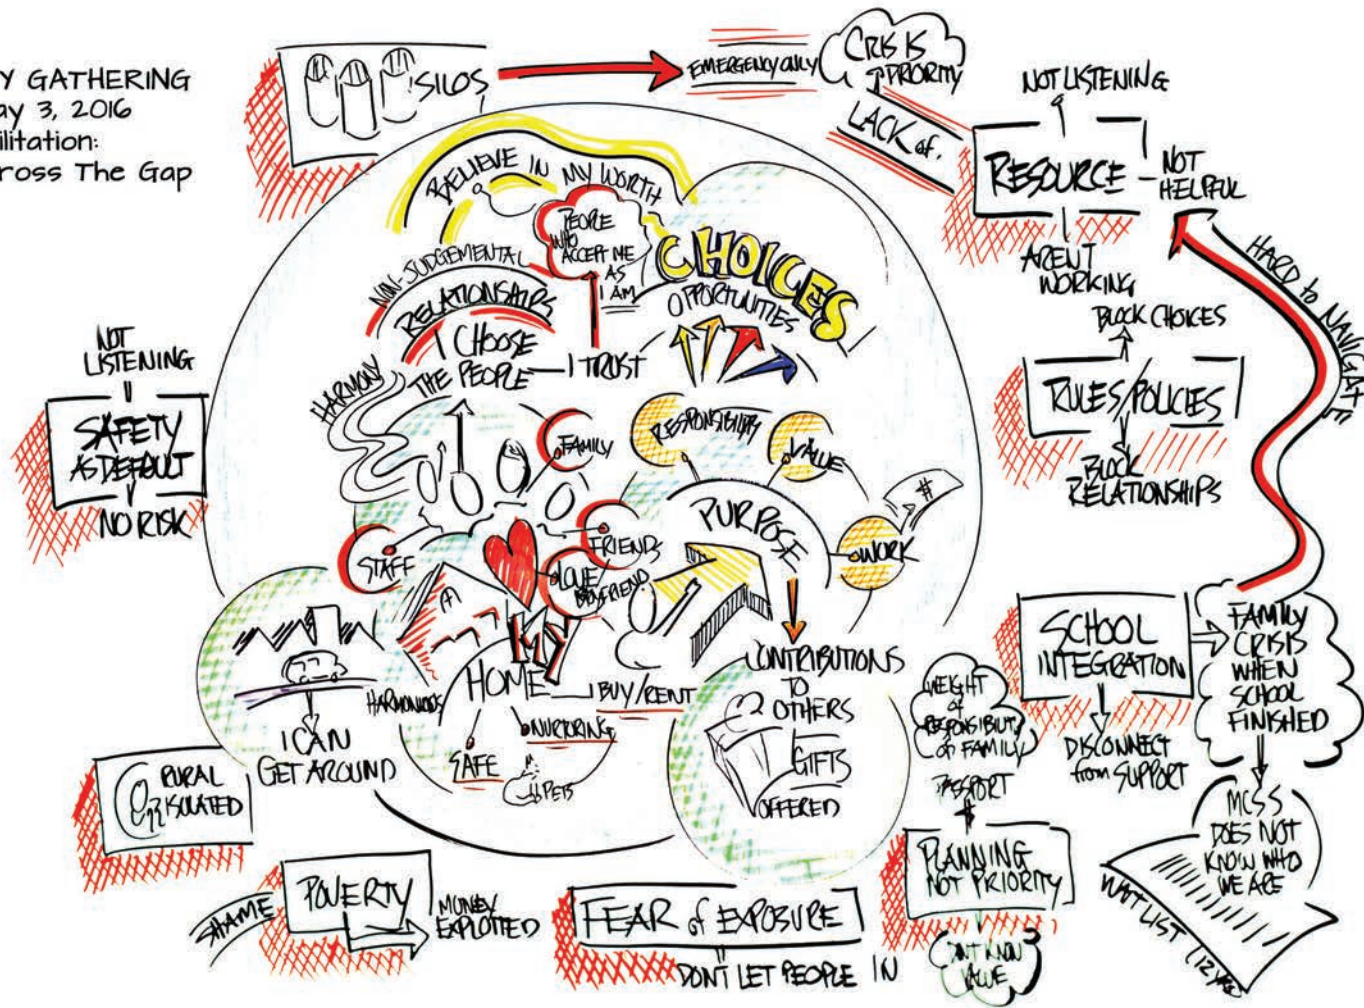 Y GATHERING
ay 3, 2016
ilitation:
ross The Gap
SILOS
EMERGENCY ONLY
CRISIS
PRIORITY
LACK of.
NOT LISTENING
RESOURCE
NOT
HELPFUL
AREN'T
WORKING
HARD to NAVIGATE
BELIEVE IN MY WORTH
PEOPLE
WHO
ACCEPT ME
AS
I AM
NON-JUDGEMENTAL
RELATIONSHIPS
CHOOSE
THE PEOPLE
I TRUST
HARMONY
CHOICES
OPPORTUNITIES
BLOCK CHOICES
RULES/POLICIES
BLOCK
RELATIONSHIPS
NOT
LISTENING
SAFETY
AS DEFAULT
NO RISK
FAMILY
STAFF
FRIENDS
LOVE
BOYFRIEND
RESPONSIBILITY
VALUE
PURPOSE
WORK
$
MY
HOME
HARMONIOUS
I BUY/RENT
NURTURING
SAFE
PETS
I CAN
GET AROUND
CONTRIBUTIONS
TO
OTHERS
GIFTS
OFFERED
SCHOOL
INTEGRATION
DISCONNECT
from SUPPORT
FAMILY
CRISIS
WHEN
SCHOOL
FINISHED
MCSS
DOES NOT
KNOW WHO
WE ARE
WAIT LIST
WEIGHT
of
RESPONSIBILITY
of FAMILY
PASSPORT
PLANNING
NOT PRIORITY
DON'T KNOW
VALUE
RURAL
ISOLATED
SHAME
POVERTY
MONEY
EXPLOITED
FEAR of EXPOSURE
DON'T LET PEOPLE IN